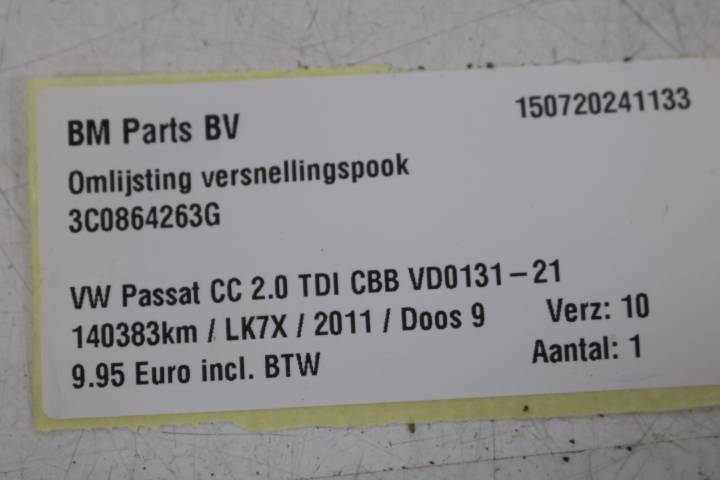 BM Parts BV 150720241133
Omlijsting versnellingspook
3C0864263G
VW Passat CC 2.0 TDI CBB VD0131-21
140383km / LK7X / 2011 / Doos 9 Verz: 10
9.95 Euro incl. BTW Aantal: 1